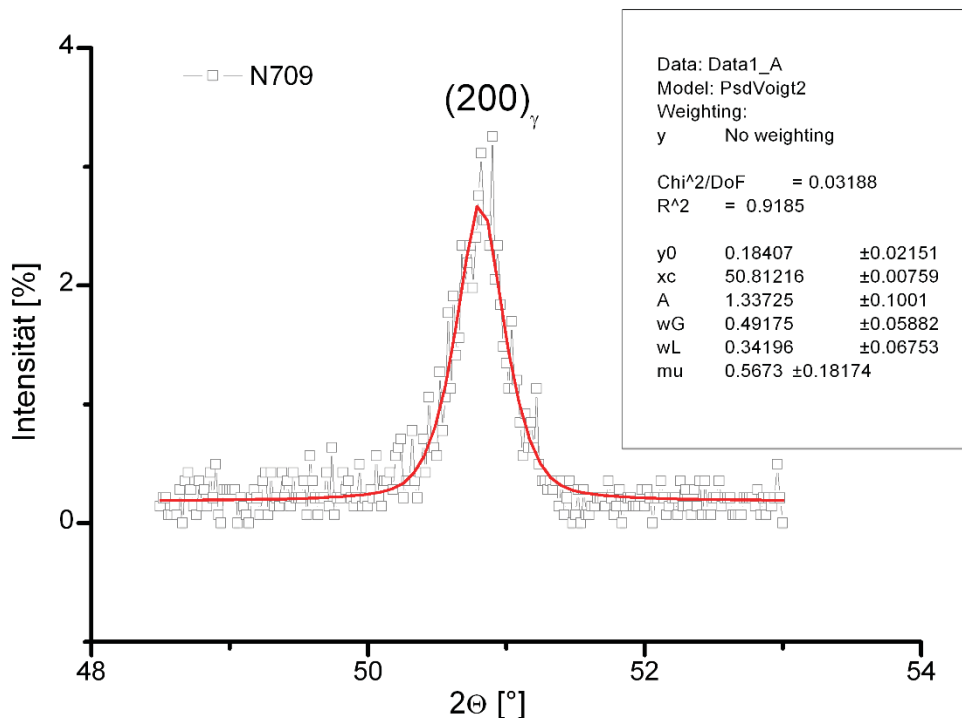 4
N709
(200)γ
Data: Data1_A
Model: PsdVoigt2
Weighting:
y No weighting
Chi^2/DoF = 0.03188
R^2 = 0.9185
y0 0.18407 ±0.02151
xc 50.81216 ±0.00759
A 1.33725 ±0.1001
wG 0.49175 ±0.05882
wL 0.34196 ±0.06753
mu 0.5673 ±0.18174
2
0
Intensität [%]
48 50 52 54
2Θ [°]